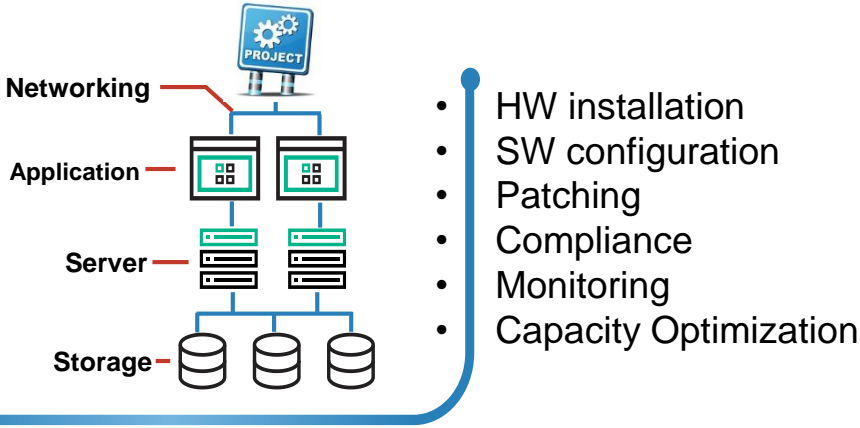 PROJECT
Networking
Application
Server
Storage
• HW installation
• SW configuration
• Patching
• Compliance
• Monitoring
• Capacity Optimization